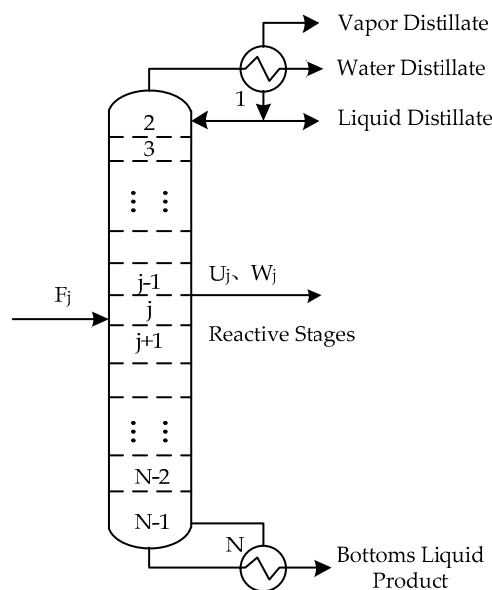 Vapor Distillate
Water Distillate
1
Liquid Distillate
2
3
Uj、Wj
j-1
Fj
j
j+1
Reactive Stages
N-2
N-1
N
Bottoms Liquid
Product